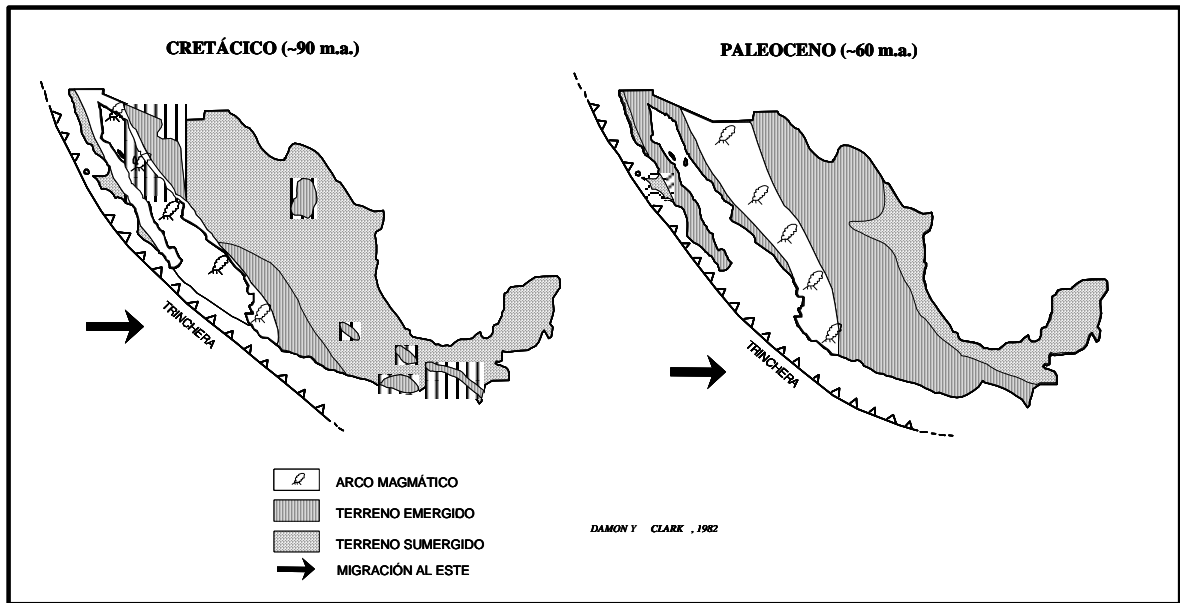 CRETÁCICO (~90 m.a.)
PALEOCENO (~60 m.a.)
TRINCHERA
TRINCHERA
ARCO MAGMÁTICO
TERRENO EMERGIDO
TERRENO SUMERGIDO
MIGRACIÓN AL ESTE
DAMON Y CLARK , 1982